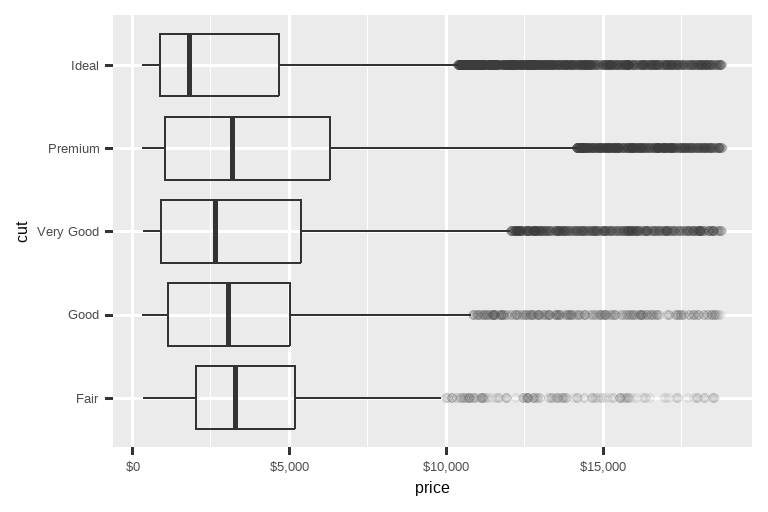 Ideal
Premium
Very Good
Good
Fair
cut
$0
$5,000
$10,000
$15,000
price